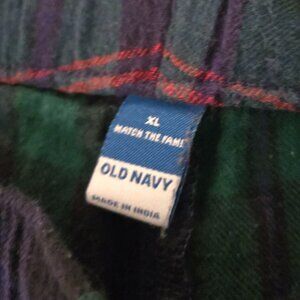 XL
MATCH THE FAM!
OLD NAVY
MADE IN INDIA